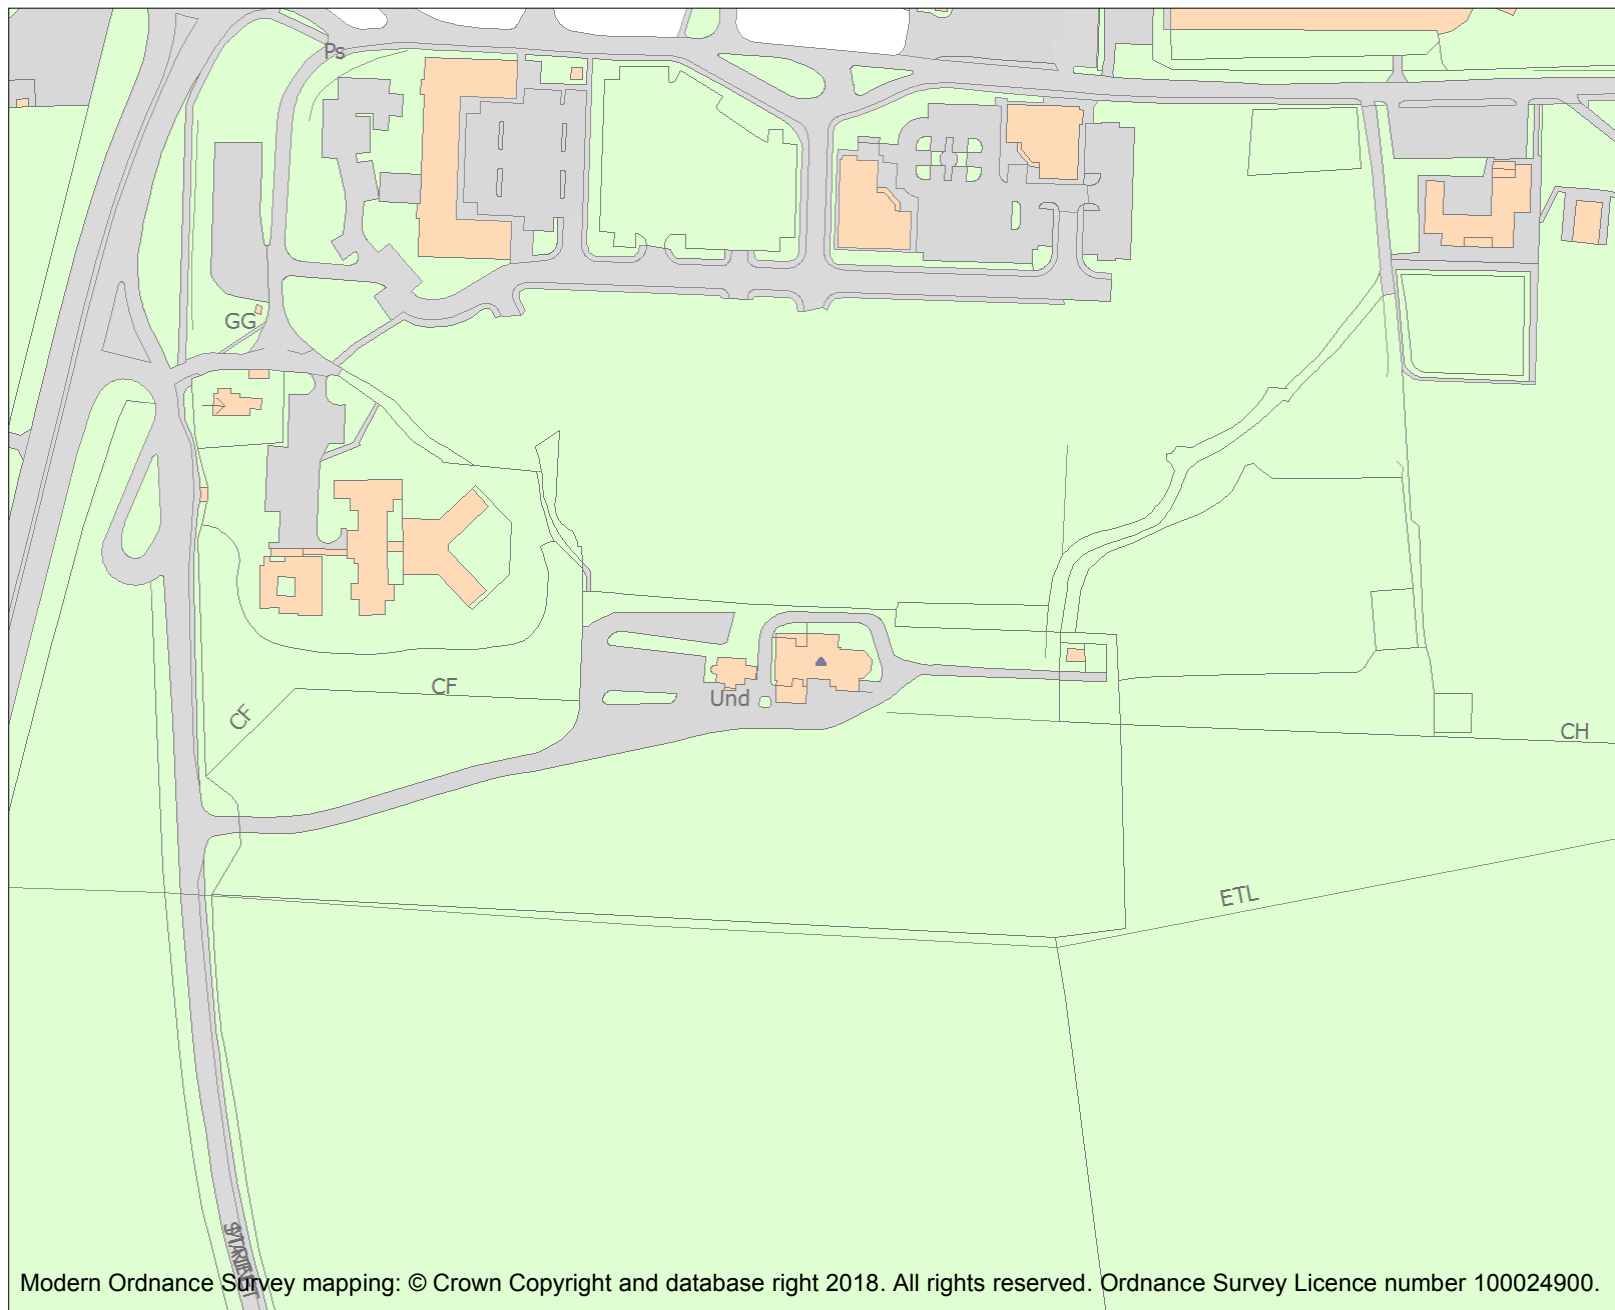 Ps
GG
CF
CF
Und
CH
ETL
Modern Ordnance Survey mapping: © Crown Copyright and database right 2018. All rights reserved. Ordnance Survey Licence number 100024900.